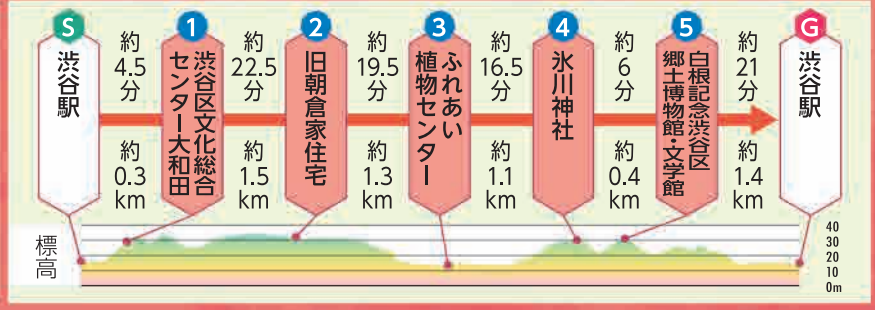 S
渋谷駅
約
4.5
分
約
0.3
km
1
渋谷区文化総合
センター大和田
約
22.5
分
約
1.5
km
2
旧朝倉家住宅
約
19.5
分
約
1.3
km
3
ふれあい
植物センター
約
16.5
分
約
1.1
km
4
氷川神社
約
6
分
約
0.4
km
5
白根記念渋谷区
郷土博物館・文学館
約
21
分
約
1.4
km
G
渋谷駅
標高
40
30
20
10
0m